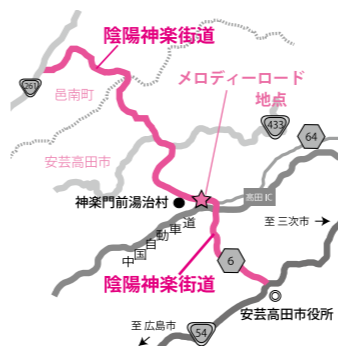 陰陽神楽街道
261
邑南町
メロディーロード
地点
433
64
安芸高田市
神楽門前湯治村
高田IC
中国自動車道
至 三次市
6
陰陽神楽街道
安芸高田市役所
至 広島市
54